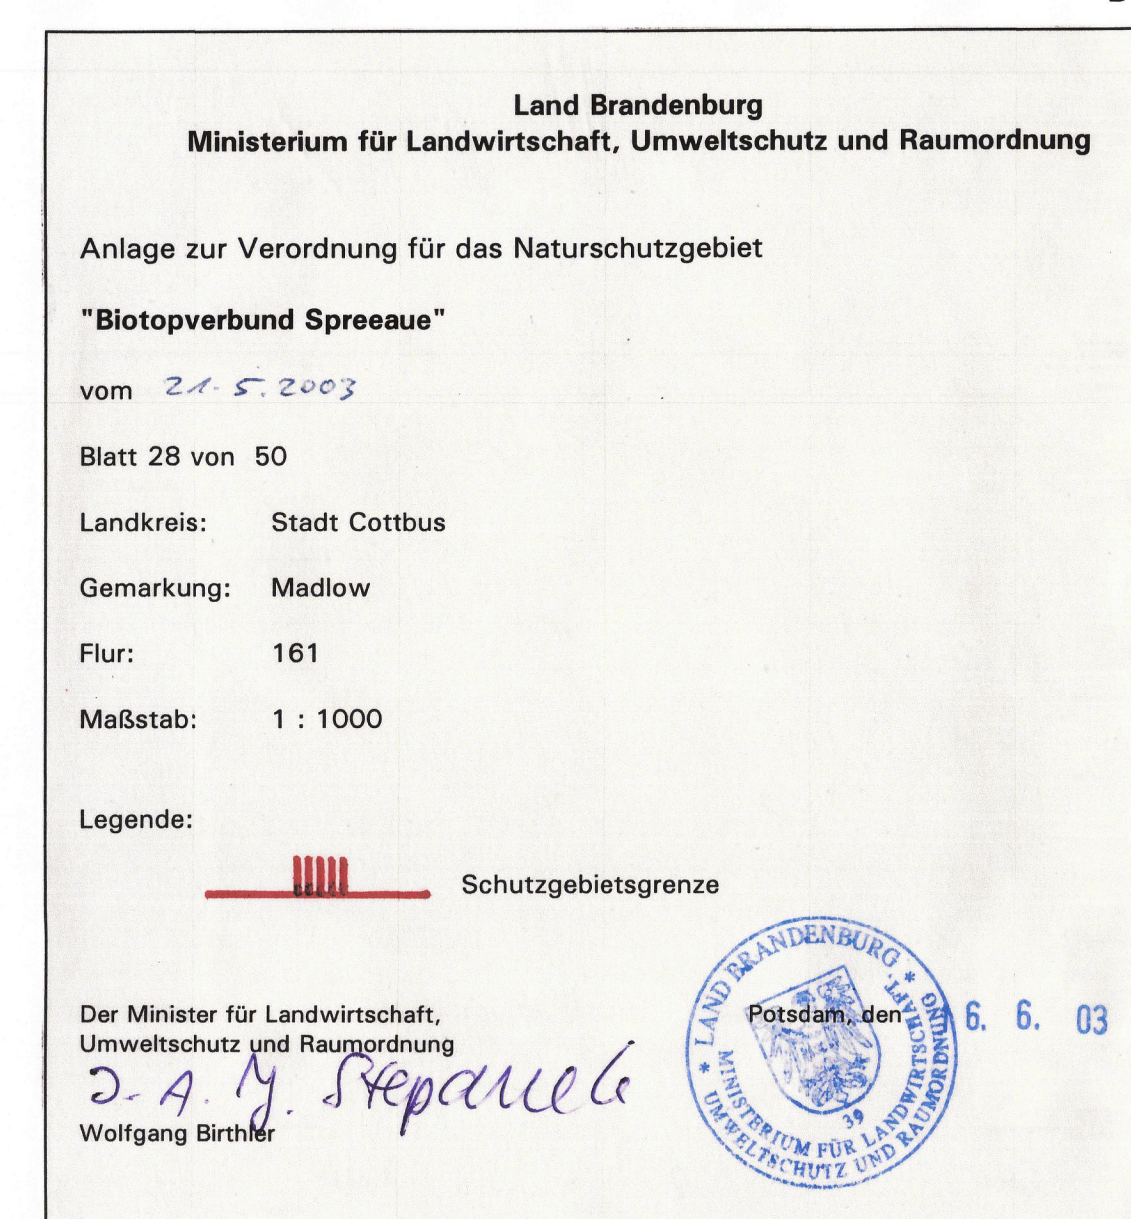 Land Brandenburg
Ministerium für Landwirtschaft, Umweltschutz und Raumordnung
Anlage zur Verordnung für das Naturschutzgebiet
"Biotopverbund Spreeaue"
vom 21.5.2003
Blatt 28 von 50
Landkreis: Stadt Cottbus
Gemarkung: Madlow
Flur: 161
Maßstab: 1 : 1000
Legende:
Schutzgebietsgrenze
Der Minister für Landwirtschaft,
Umweltschutz und Raumordnung
I.A. 
Wolfgang Birthler
Potsdam, den 6. 6. 03
* LAND BRANDENBURG *
MINISTERIUM FÜR LANDWIRTSCHAFT,
UMWELTSCHUTZ UND RAUMORDNUNG
39